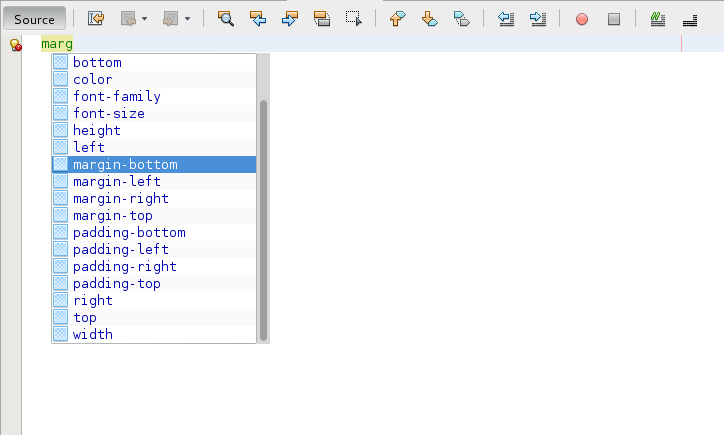 Source
marg
bottom
color
font-family
font-size
height
left
margin-bottom
margin-left
margin-right
margin-top
padding-bottom
padding-left
padding-right
padding-top
right
top
width